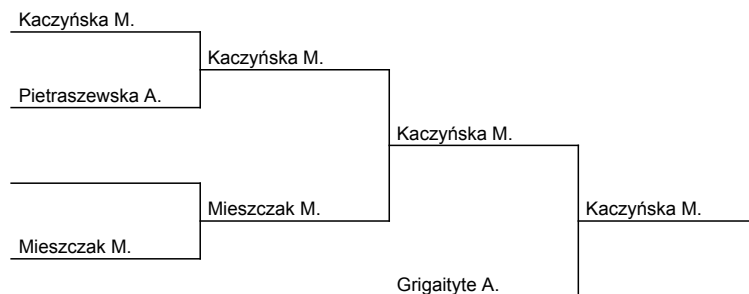 Kaczyńska M.
Kaczyńska M.
Pietraszewska A.
Kaczyńska M.
Mieszczak M.
Kaczyńska M.
Mieszczak M.
Grigaityte A.